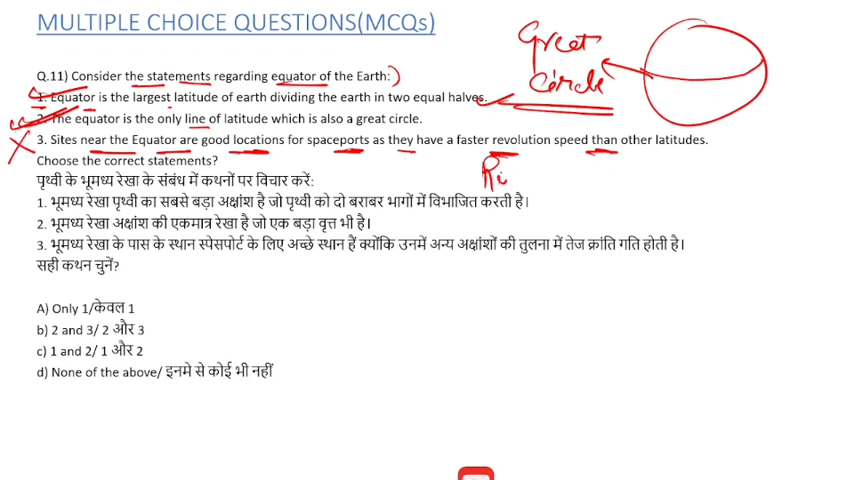 MULTIPLE CHOICE QUESTIONS(MCQs)
Great
Circle
Q.11) Consider the statements regarding equator of the Earth:
1. Equator is the largest latitude of earth dividing the earth in two equal halves.
2. The equator is the only line of latitude which is also a great circle.
3. Sites near the Equator are good locations for spaceports as they have a faster revolution speed than other latitudes.
Choose the correct statements?
Ri
पृथ्वी के भूमध्य रेखा के संबंध में कथनों पर विचार करें:
1. भूमध्य रेखा पृथ्वी का सबसे बड़ा अक्षांश है जो पृथ्वी को दो बराबर भागों में विभाजित करती है।
2. भूमध्य रेखा अक्षांश की एकमात्र रेखा है जो एक बड़ा वृत्त भी है।
3. भूमध्य रेखा के पास के स्थान स्पेसपोर्ट के लिए अच्छे स्थान हैं क्योंकि उनमें अन्य अक्षांशों की तुलना में तेज क्रांति गति होती है।
सही कथन चुनें?
A) Only 1/केवल 1
b) 2 and 3/ 2 और 3
c) 1 and 2/ 1 और 2
d) None of the above/ इनमे से कोई भी नहीं